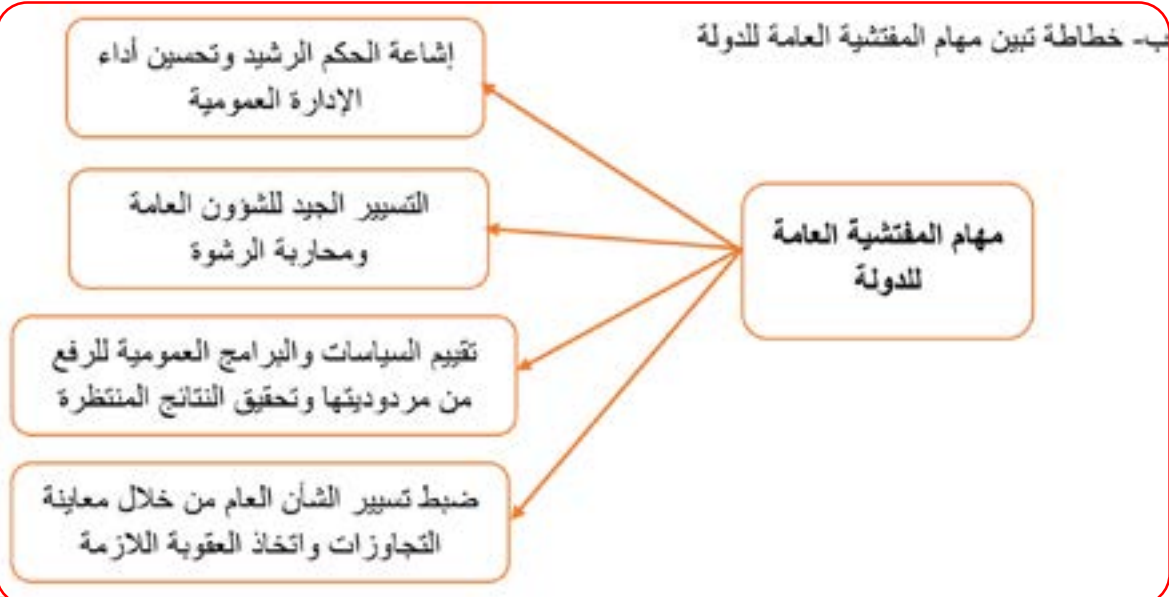 ب- خطاطة تبين مهام المفتشية العامة للدولة
مهام المفتشية العامة
للدولة
إشاعة الحكم الرشيد وتحسين أداء
الإدارة العمومية
التسيير الجيد للشؤون العامة
ومحاربة الرشوة
تقييم السياسات والبرامج العمومية للرفع
من مردوديتها وتحقيق النتائج المنتظرة
ضبط تسيير الشأن العام من خلال معاينة
التجاوزات واتخاذ العقوبة اللازمة